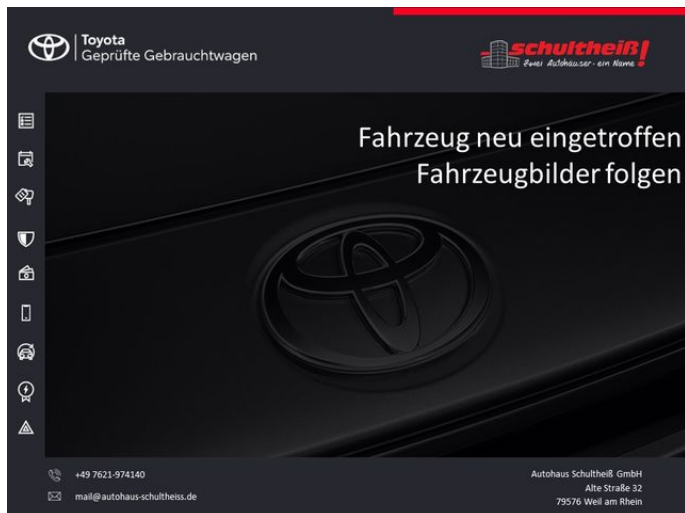 Toyota
Geprüfte Gebrauchtwagen
schultheiß!
Zwei Autohäuser - ein Name
Fahrzeug neu eingetroffen
Fahrzeugbilder folgen
+49 7621-974140
mail@autohaus-schultheiss.de
Autohaus Schultheiß GmbH
Alte Straße 32
79576 Weil am Rhein